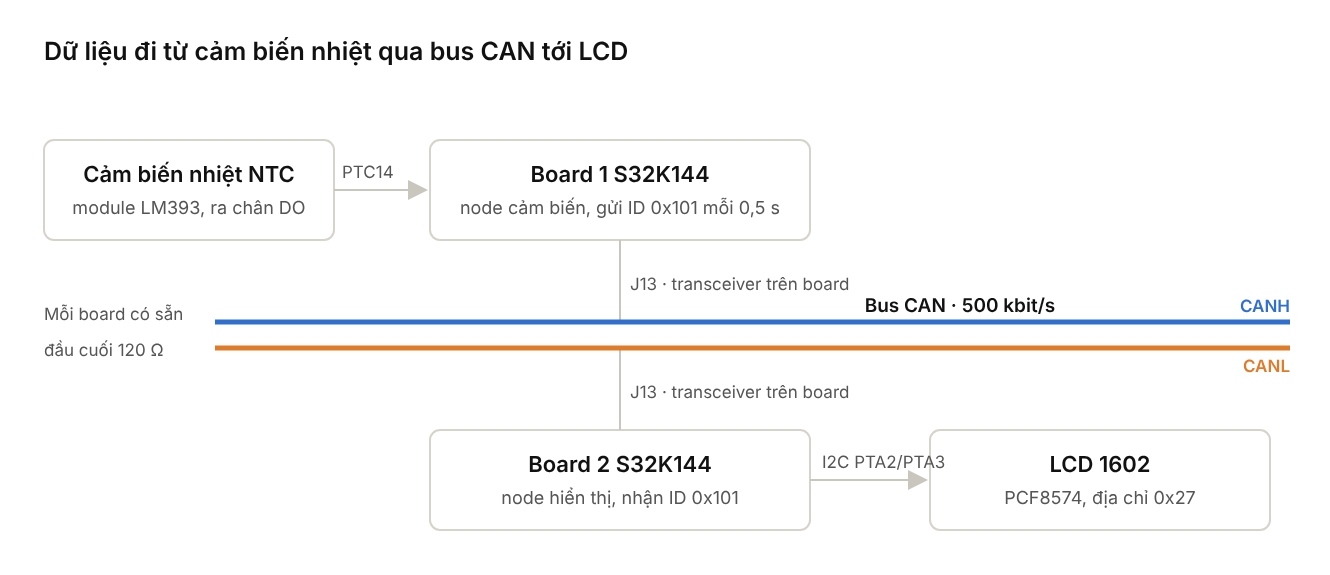 Dữ liệu đi từ cảm biến nhiệt qua bus CAN tới LCD
Cảm biến nhiệt NTC
module LM393, ra chân DO
PTC14
Board 1 S32K144
node cảm biến, gửi ID 0x101 mỗi 0,5 s
J13 · transceiver trên board
Mỗi board có sẵn
đầu cuối 120 Ω
Bus CAN · 500 kbit/s
CANH
CANL
J13 · transceiver trên board
Board 2 S32K144
node hiển thị, nhận ID 0x101
I2C PTA2/PTA3
LCD 1602
PCF8574, địa chỉ 0x27